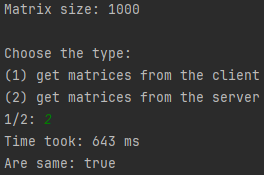 Matrix size: 1000
Choose the type:
(1) get matrices from the client
(2) get matrices from the server
1/2: 2
Time took: 643 ms
Are same: true